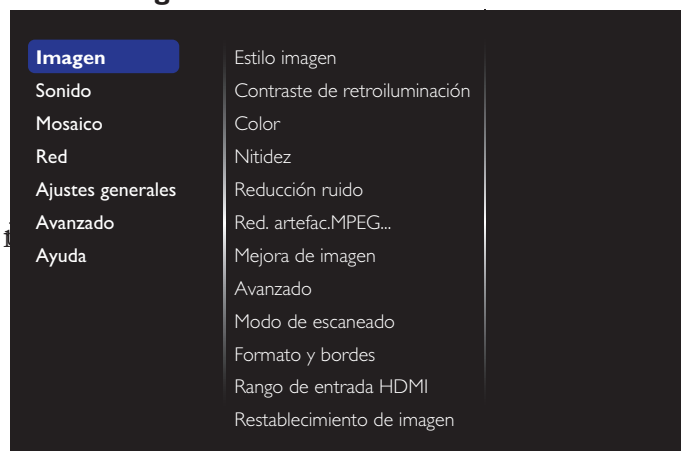 Imagen
Sonido
Mosaico
Red
Ajustes generales
Avanzado
Ayuda
Estilo imagen
Contraste de retroiluminación
Color
Nitidez
Reducción ruido
Red. artefac.MPEG...
Mejora de imagen
Avanzado
Modo de escaneado
Formato y bordes
Rango de entrada HDMI
Restablecimiento de imagen